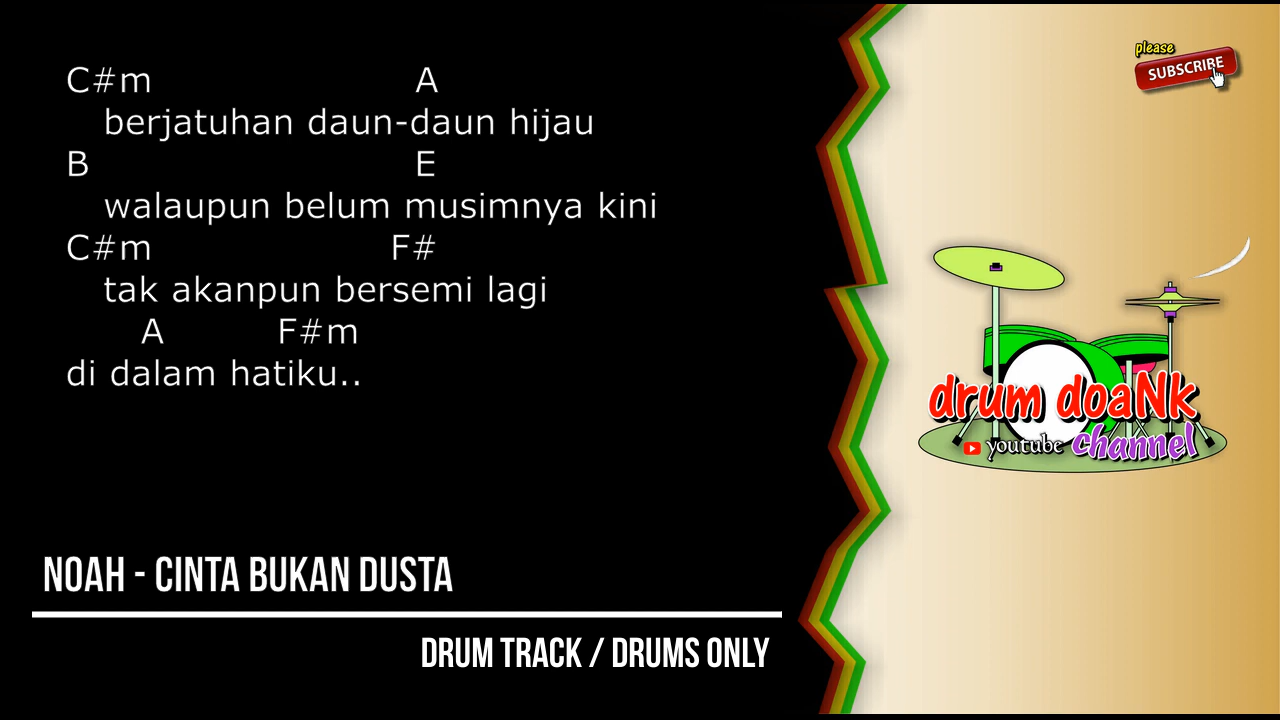 C#m A
berjatuhan daun-daun hijau
B E
walaupun belum musimnya kini
C#m F#
tak akanpun bersemi lagi
A F#m
di dalam hatiku..
NOAH - CINTA BUKAN DUSTA
DRUM TRACK / DRUMS ONLY
please
SUBSCRIBE
drum doaNk
youtube channel